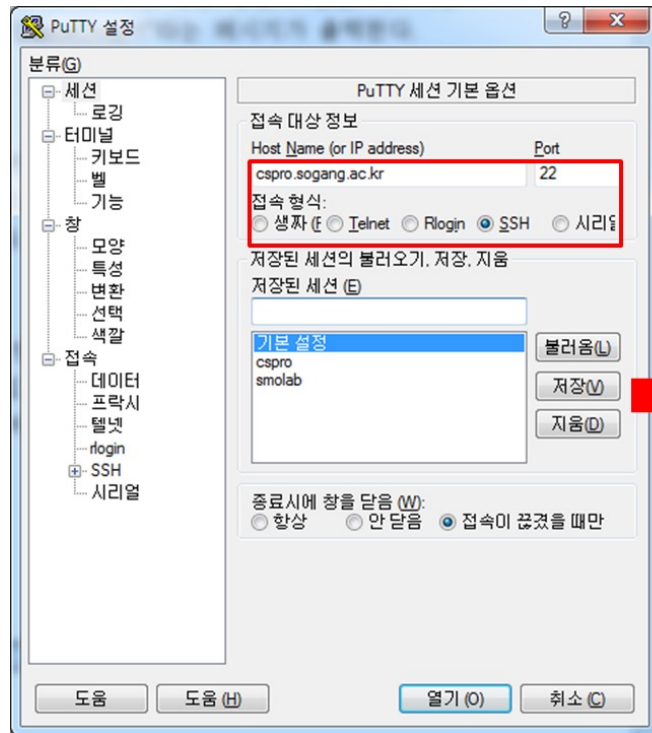 PuTTY 설정
분류(G)
세션
로깅
터미널
키보드
벨
기능
창
모양
특성
변환
선택
색깔
접속
데이터
프락시
텔넷
rlogin
SSH
시리얼
PuTTY 세션 기본 옵션
접속 대상 정보
Host Name (or IP address) Port
cspro.sogang.ac.kr 22
접속 형식:
생짜 Telnet Rlogin SSH 시리얼
저장된 세션의 불러오기, 저장, 지움
저장된 세션 (E)
기본 설정
cspro
smolab
불러옴(L)
저장(V)
지움(D)
종료시에 창을 닫음 (W):
항상 안 닫음 접속이 끊겼을 때만
도움 도움 (H) 열기 (O) 취소 (C)